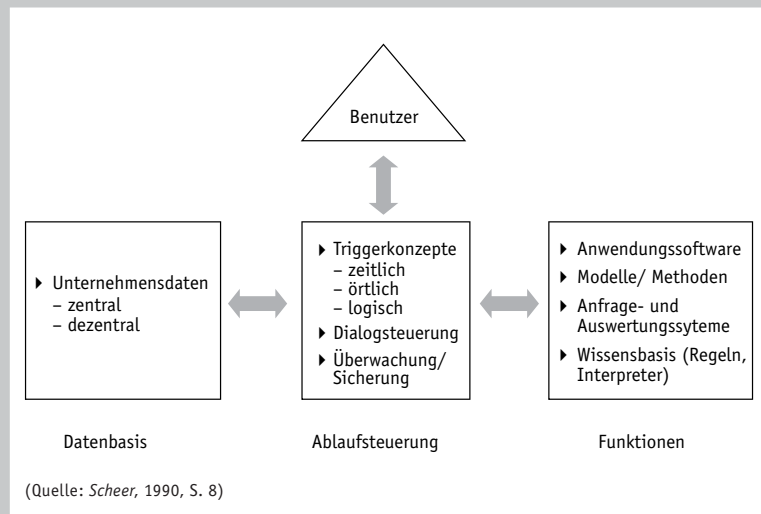 Benutzer
▶ Unternehmensdaten
– zentral
– dezentral
▶ Triggerkonzepte
– zeitlich
– örtlich
– logisch
▶ Dialogsteuerung
▶ Überwachung/
Sicherung
▶ Anwendungssoftware
▶ Modelle/ Methoden
▶ Anfrage- und
Auswertungssyteme
▶ Wissensbasis (Regeln,
Interpreter)
Datenbasis
Ablaufsteuerung
Funktionen
(Quelle: Scheer, 1990, S. 8)